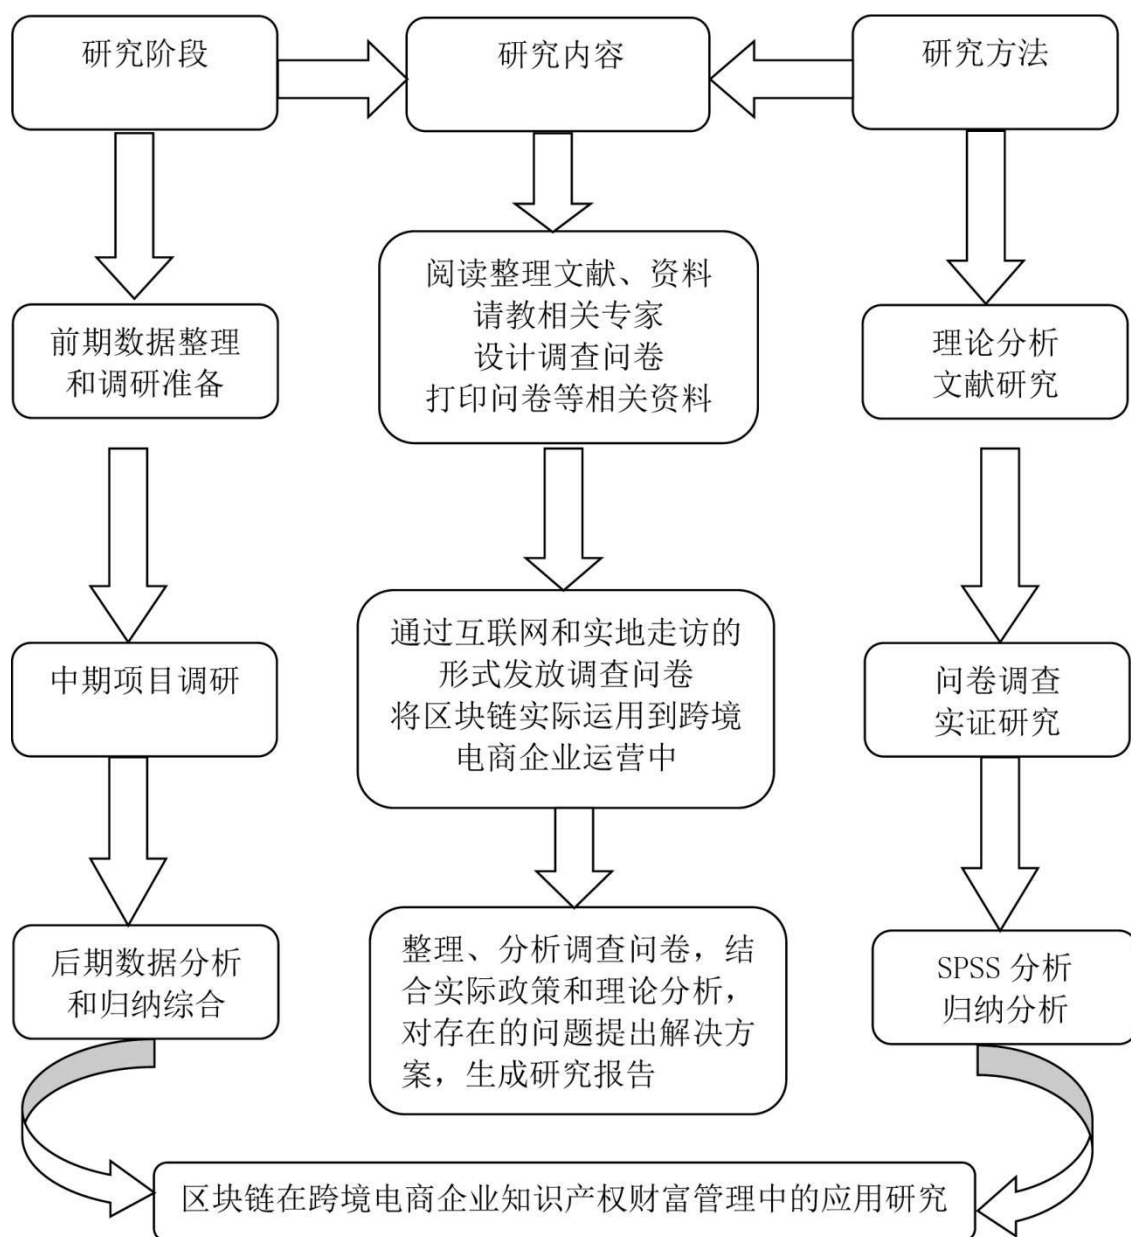 研究阶段
研究内容
研究方法
前期数据整理
和调研准备
阅读整理文献、资料
请教相关专家
设计调查问卷
打印问卷等相关资料
理论分析
文献研究
中期项目调研
通过互联网和实地走访的
形式发放调查问卷
将区块链实际运用到跨境
电商企业运营中
问卷调查
实证研究
后期数据分析
和归纳综合
整理、分析调查问卷，结
合实际政策和理论分析，
对存在的问题提出解决方
案，生成研究报告
SPSS 分析
归纳分析
区块链在跨境电商企业知识产权财富管理中的应用研究